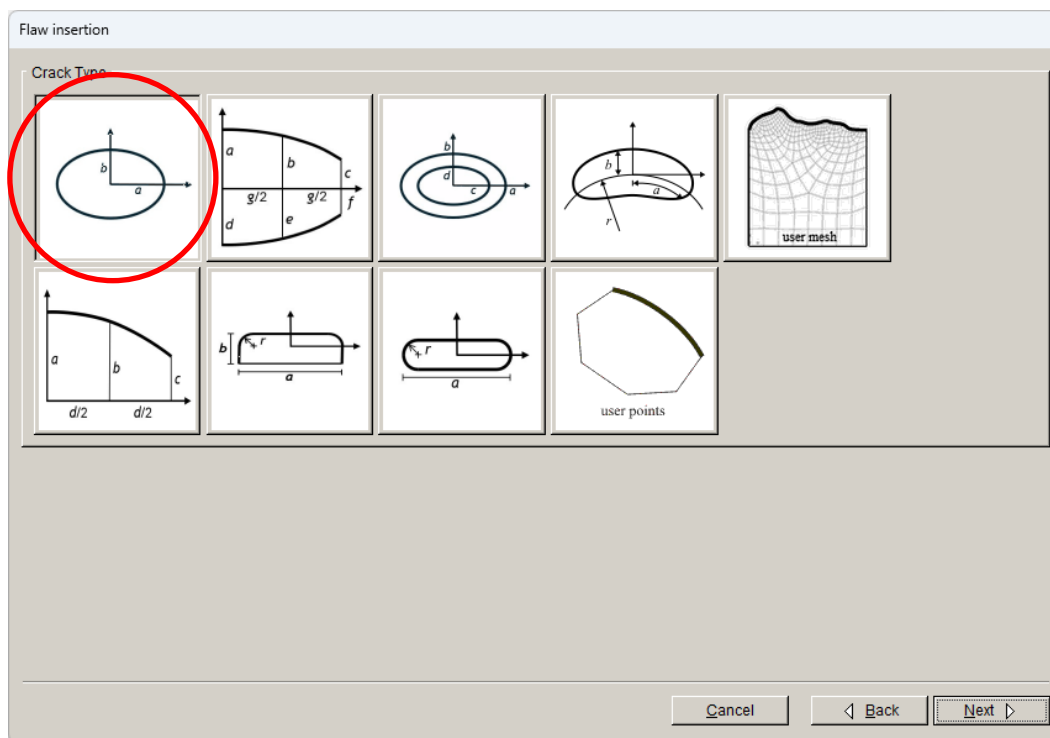 Flaw insertion
Crack Type
b
a
a
b
c
g/2
g/2
f
d
e
b
d
c
a
b
a
r
user mesh
a
b
c
d/2
d/2
b
r
a
r
a
user points
Cancel
Back
Next